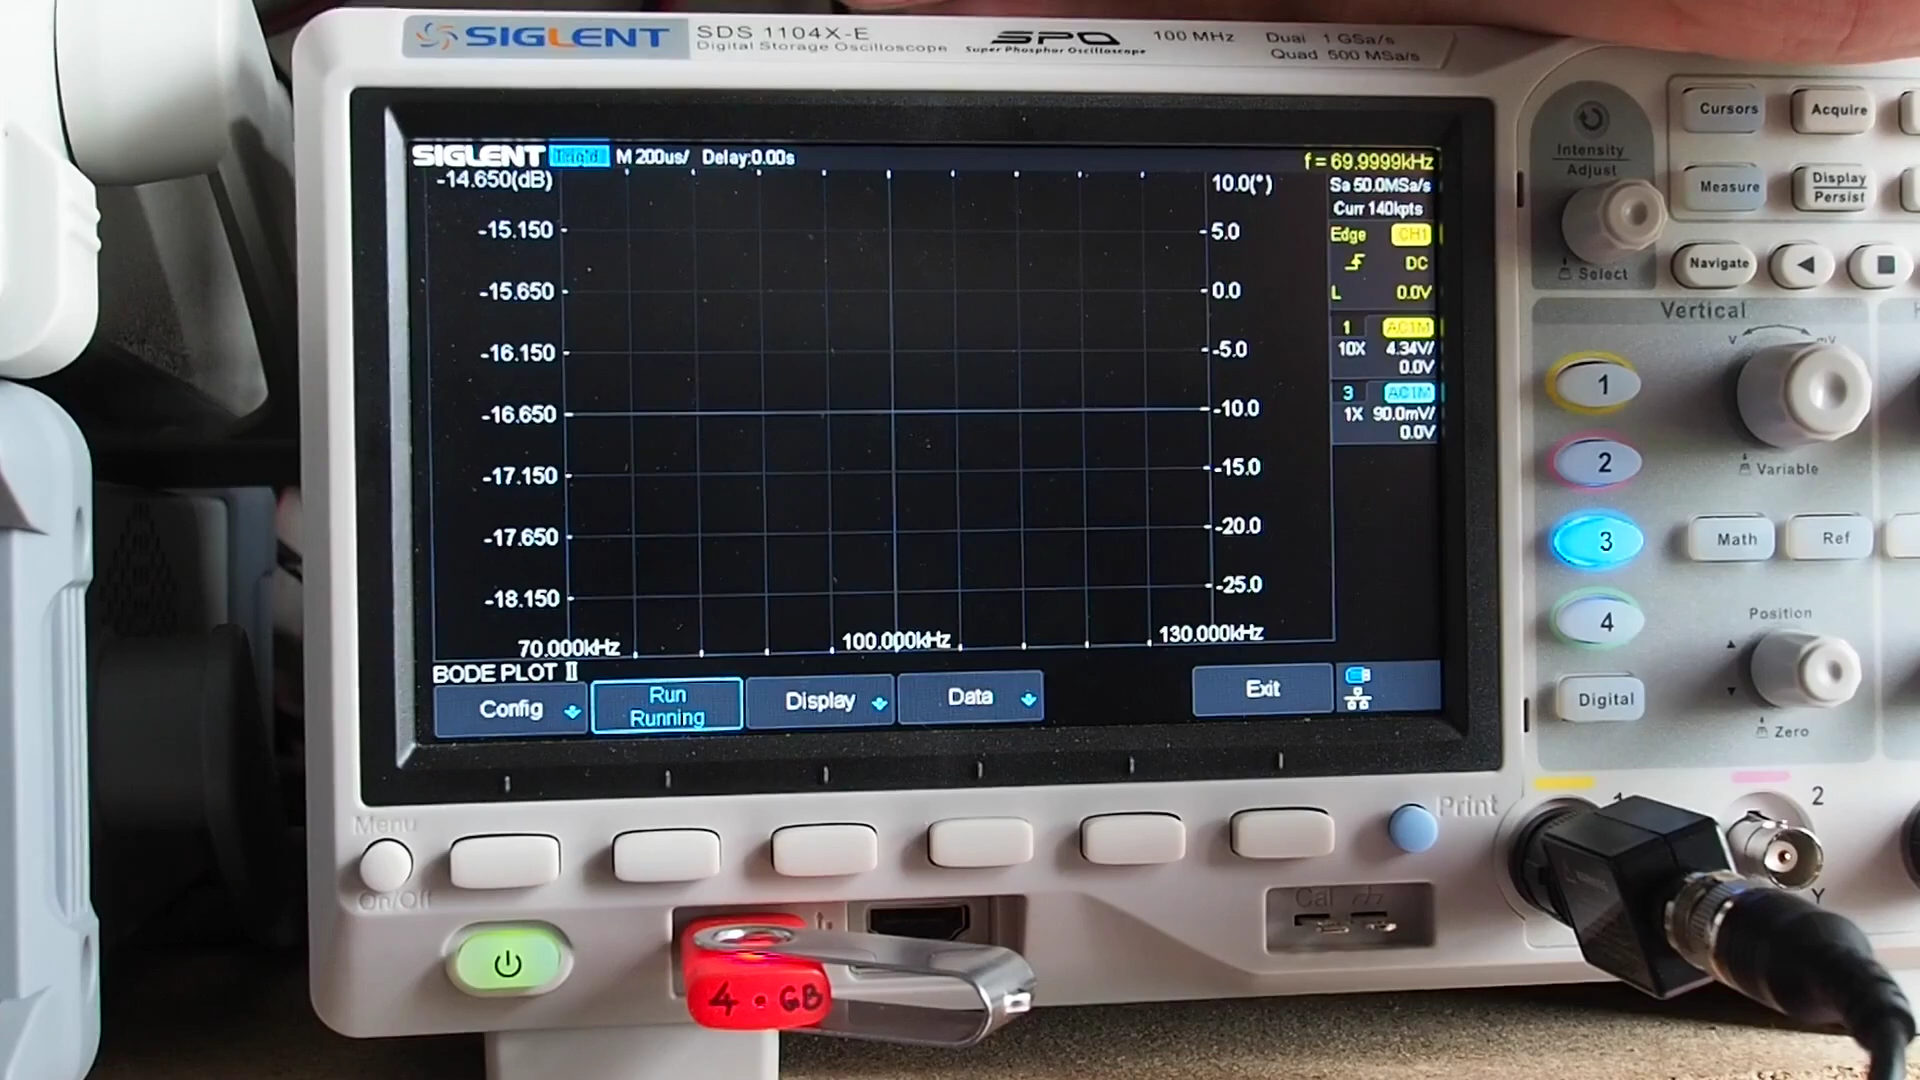 SIGLENT SDS 1104X-E
Digital Storage Oscilloscope
SPO
Super Phosphor Oscilloscope
100 MHz
Dual 1 GSa/s
Quad 500 MSa/s
SIGLENT Trig'd M 200us/ Delay:0.00s
f = 69.9999kHz
-14.650(dB)
-15.150
-15.650
-16.150
-16.650
-17.150
-17.650
-18.150
10.0(°)
5.0
0.0
-5.0
-10.0
-15.0
-20.0
-25.0
70.000kHz 100.000kHz 130.000kHz
Sa 50.0MSa/s
Curr 140kpts
Edge CH1
DC
L 0.0V
1 AC1M
10X 4.34V/
0.0V
3 AC1M
1X 90.0mV/
0.0V
BODE PLOT II
Config
Run
Running
Display
Data
Exit
Menu
On/Off
Print
Cal
4 • GB
Intensity
Adjust
Select
Cursors
Acquire
Measure
Display
Persist
Navigate
Vertical
V mV
1
Variable
2
3
Math
Ref
4
Position
Digital
Zero
1
2
Y